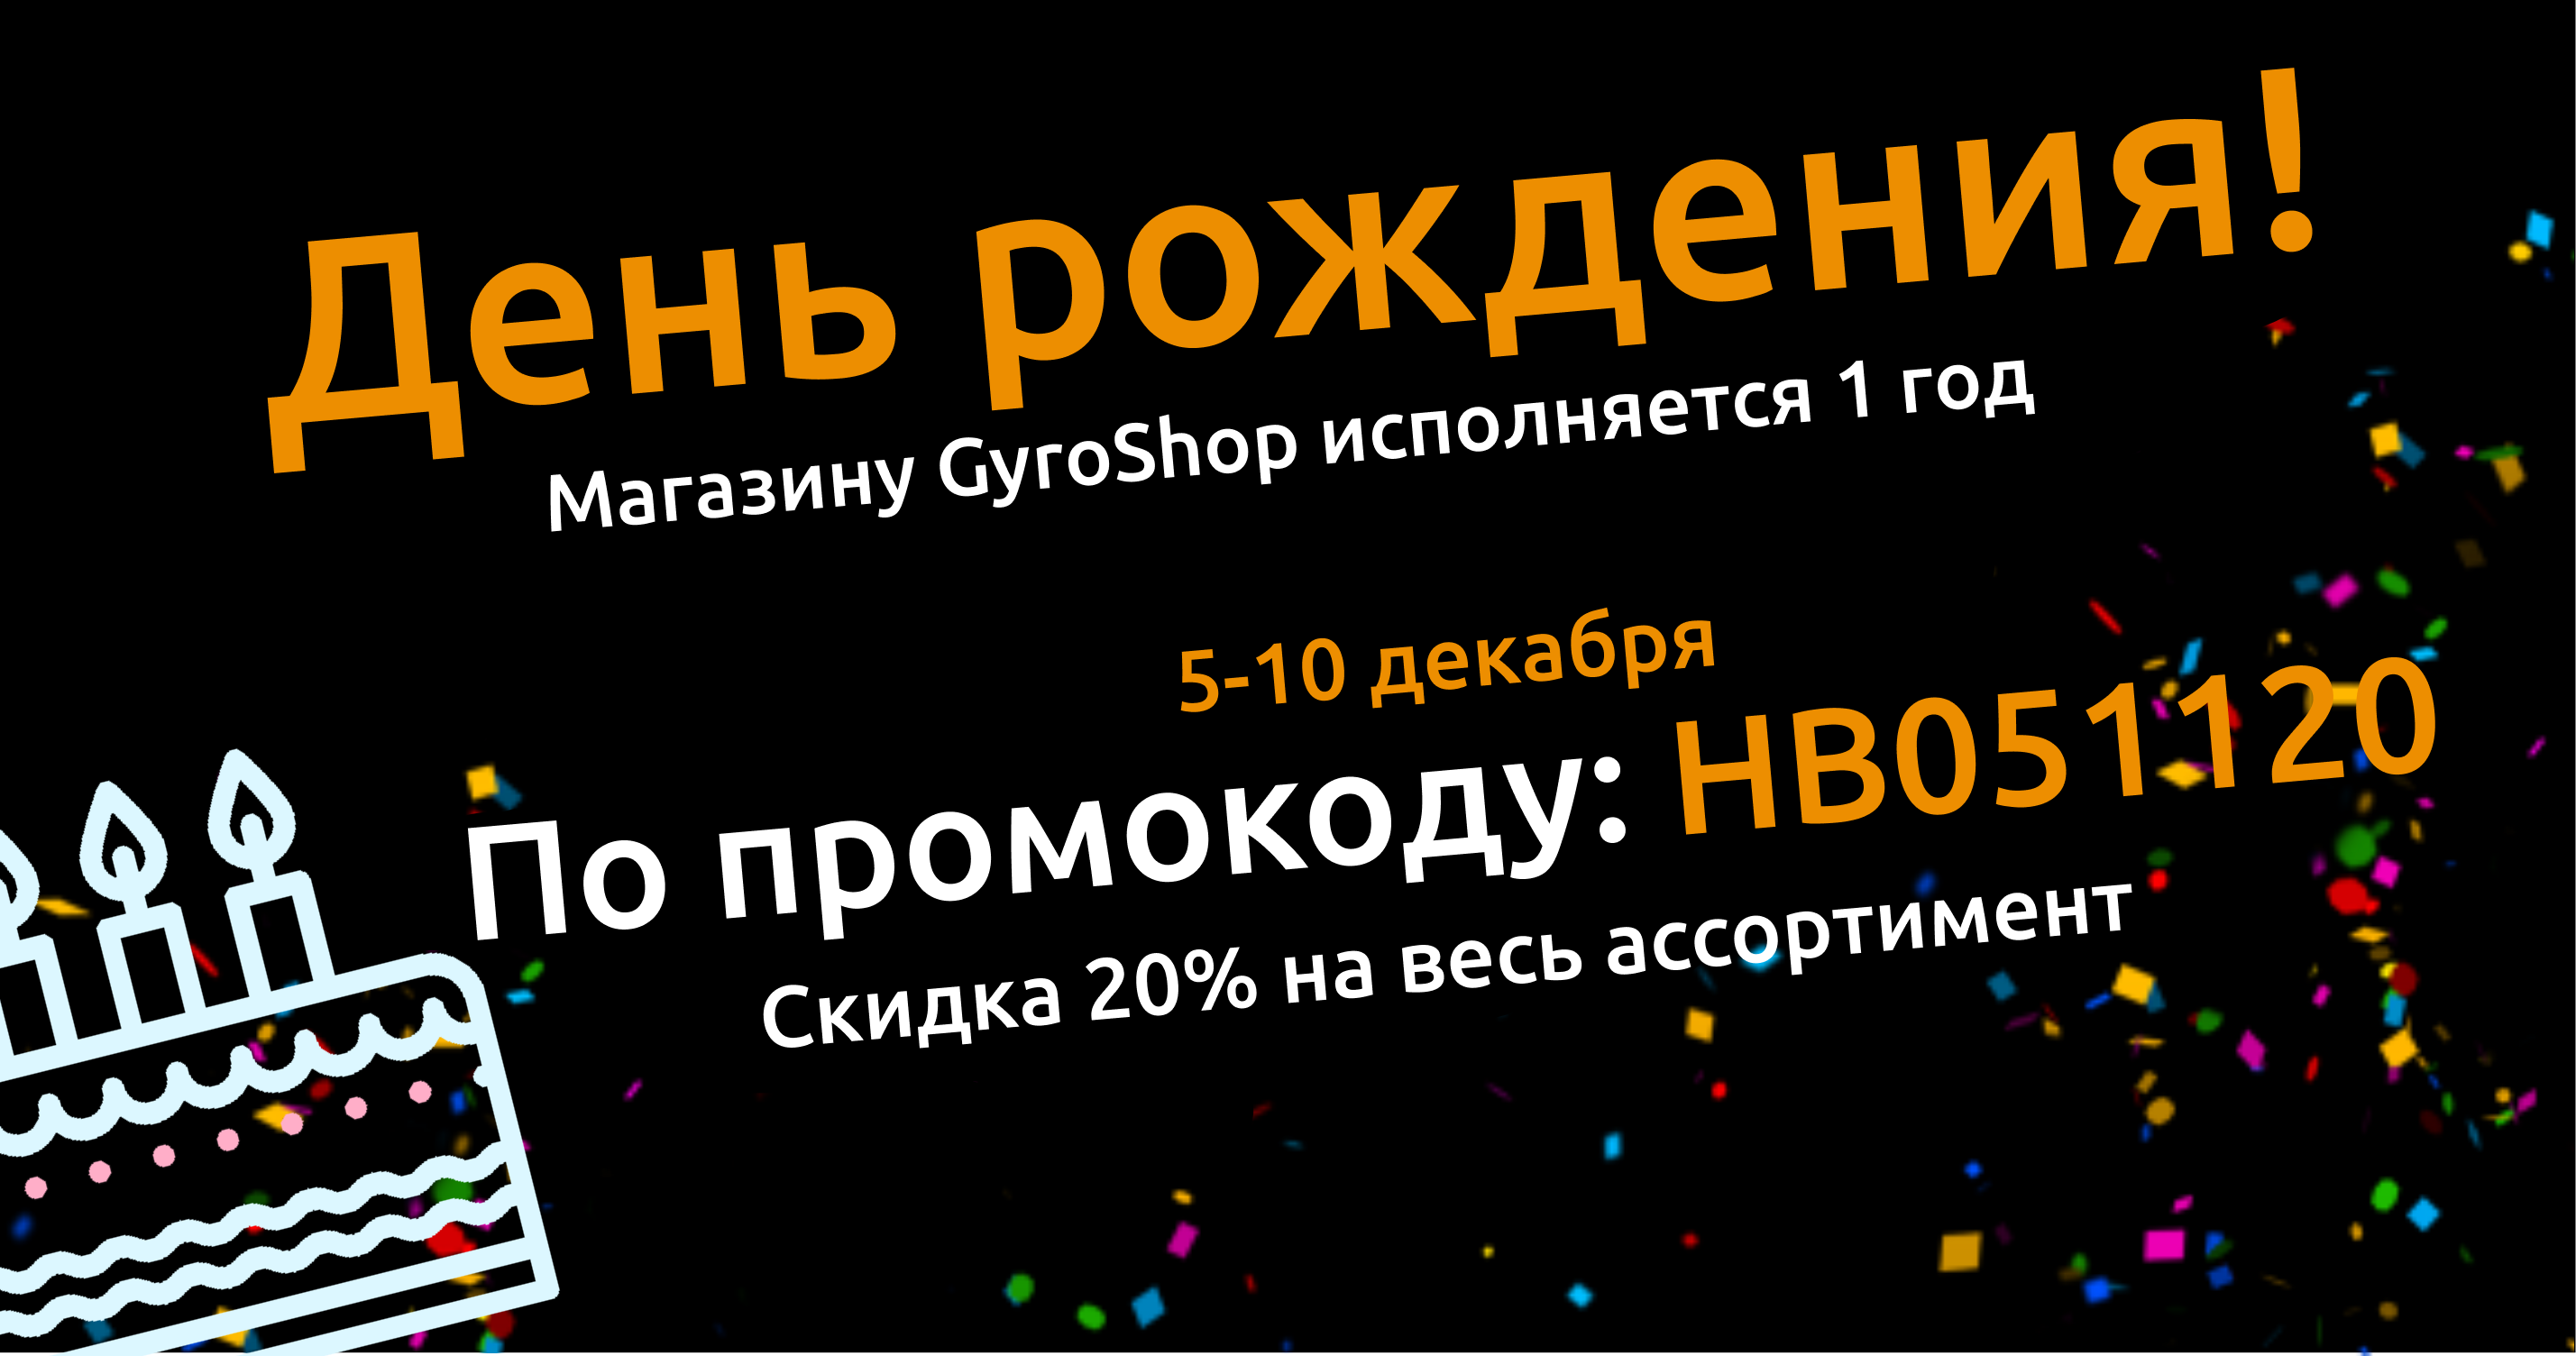 День рождения!
Магазину GyroShop исполняется 1 год
5-10 декабря
По промокоду: HB051120
Скидка 20% на весь ассортимент